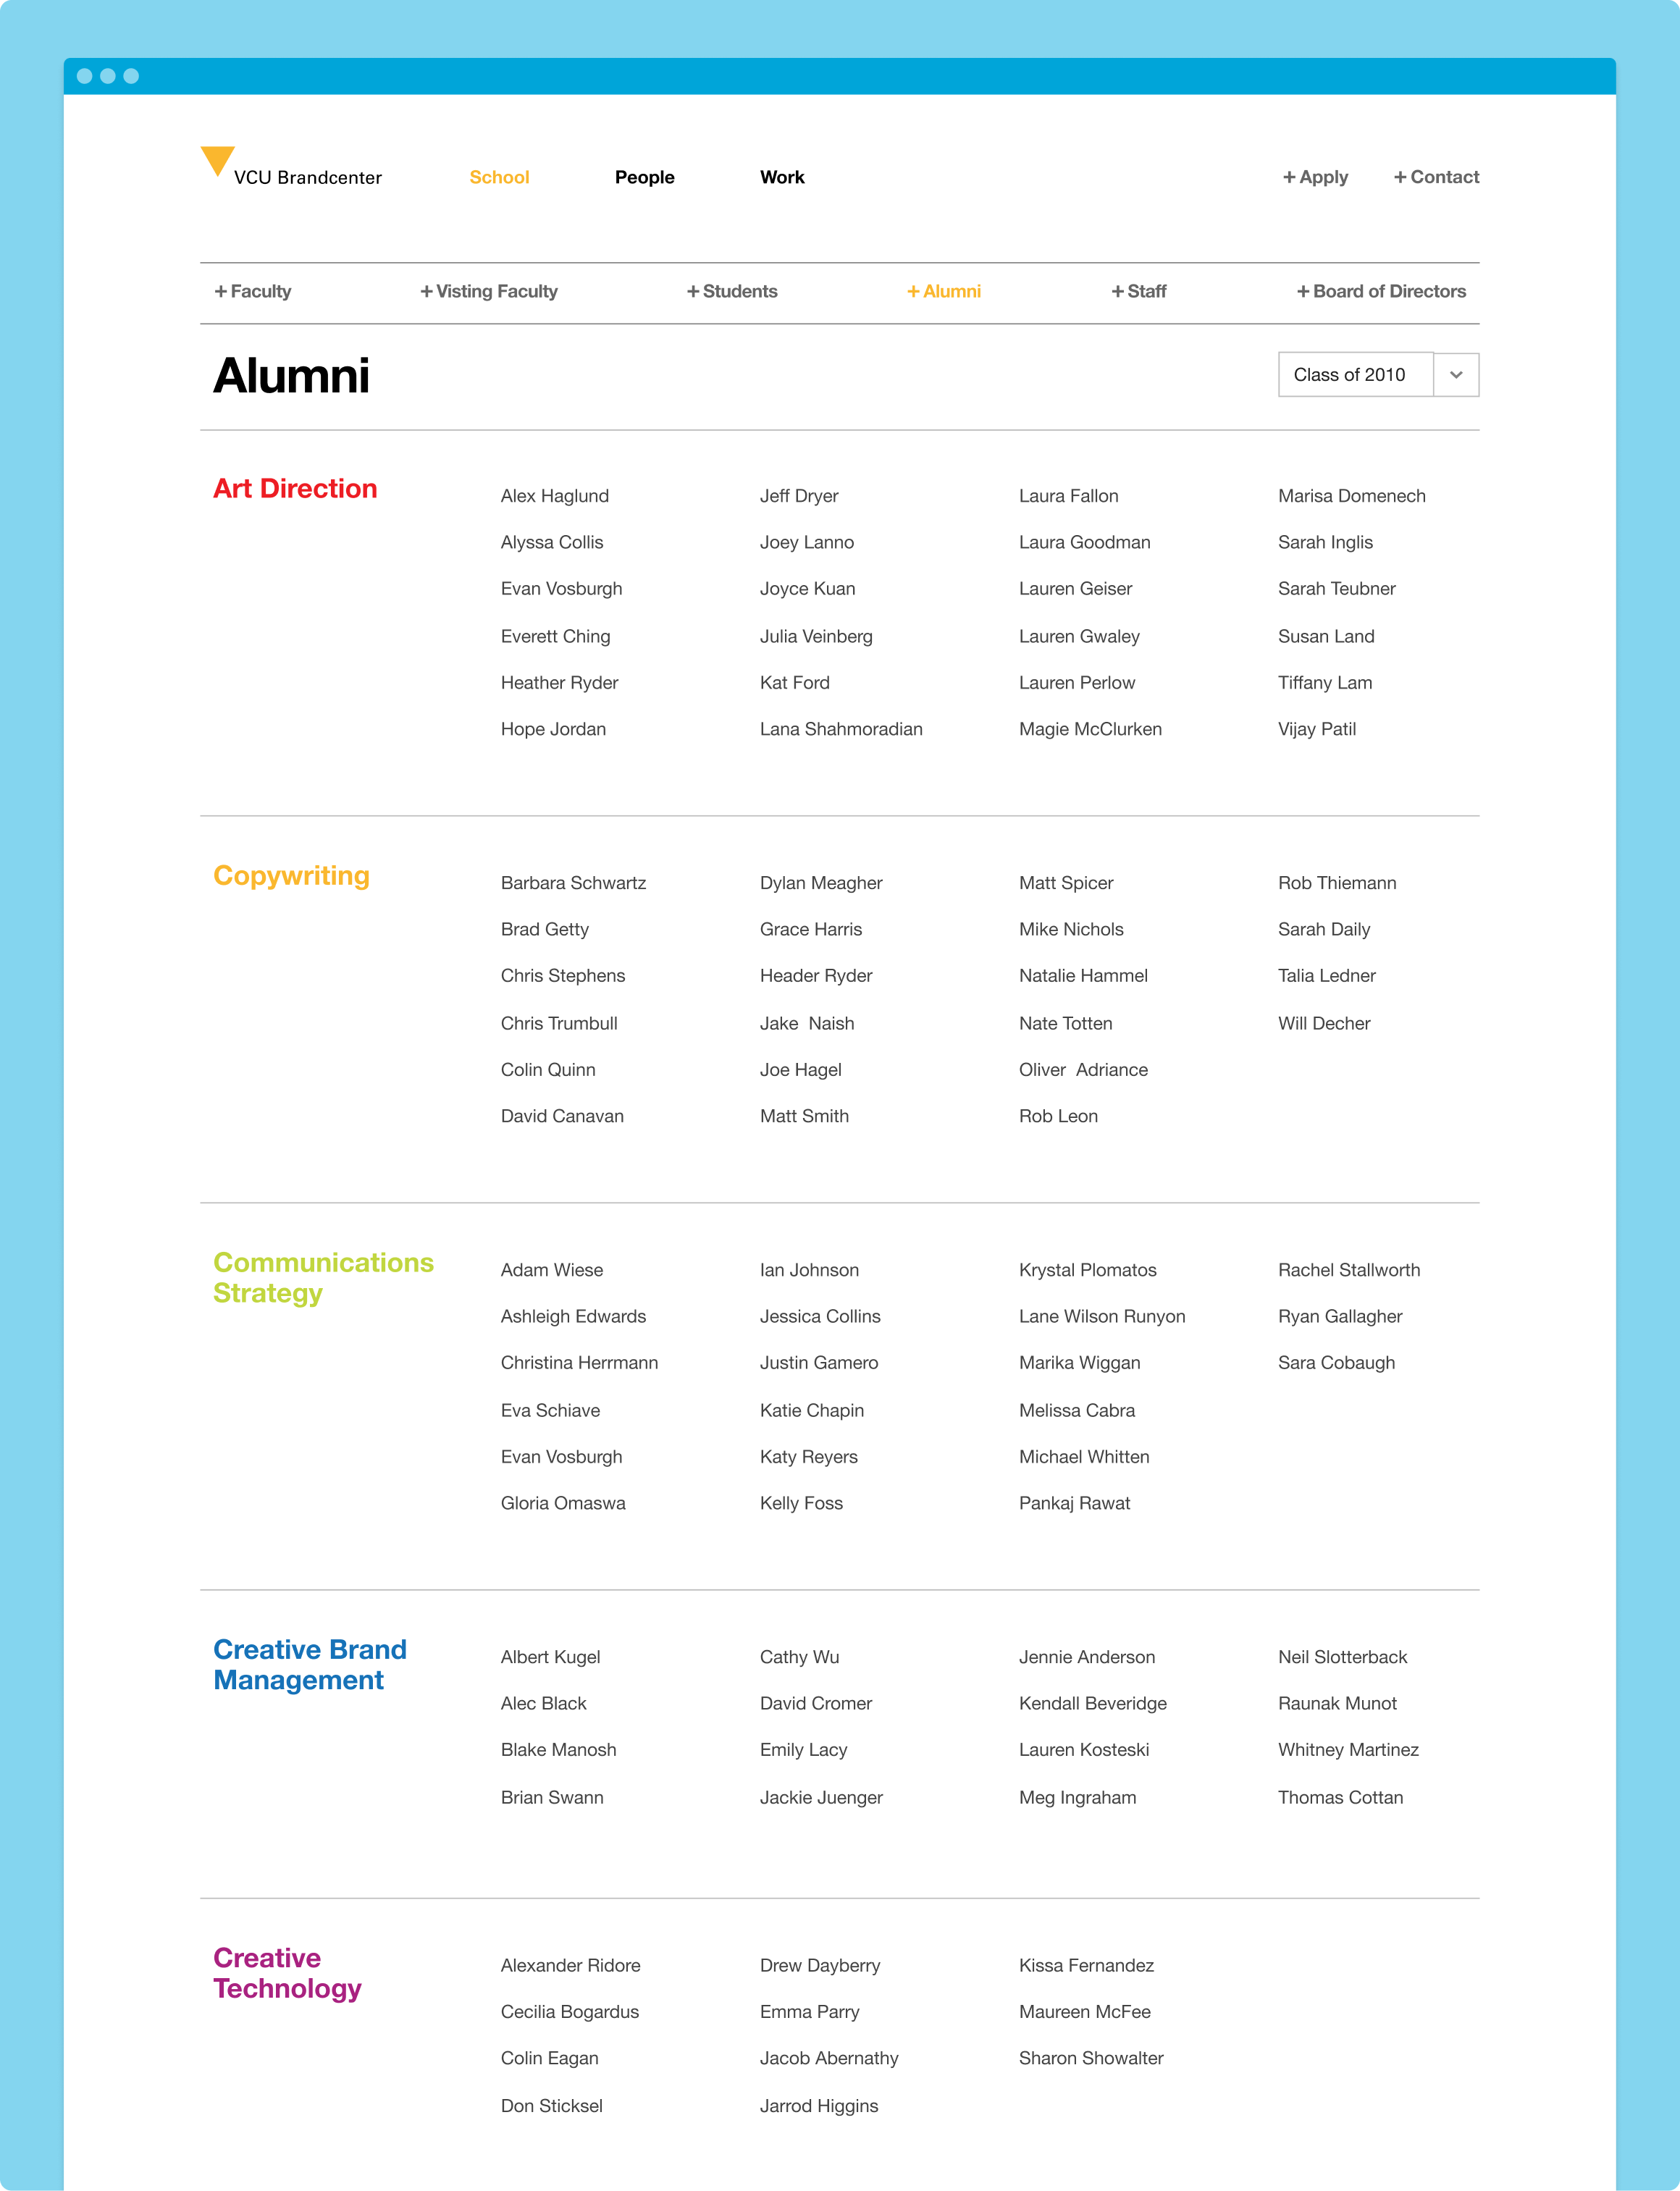 VCU Brandcenter School People Work + Apply + Contact
+ Faculty + Visting Faculty + Students + Alumni + Staff + Board of Directors
Alumni Class of 2010
Art Direction
Alex Haglund Jeff Dryer Laura Fallon Marisa Domenech
Alyssa Collis Joey Lanno Laura Goodman Sarah Inglis
Evan Vosburgh Joyce Kuan Lauren Geiser Sarah Teubner
Everett Ching Julia Veinberg Lauren Gwaley Susan Land
Heather Ryder Kat Ford Lauren Perlow Tiffany Lam
Hope Jordan Lana Shahmoradian Magie McClurken Vijay Patil
Copywriting
Barbara Schwartz Dylan Meagher Matt Spicer Rob Thiemann
Brad Getty Grace Harris Mike Nichols Sarah Daily
Chris Stephens Header Ryder Natalie Hammel Talia Ledner
Chris Trumbull Jake Naish Nate Totten Will Decher
Colin Quinn Joe Hagel Oliver Adriance
David Canavan Matt Smith Rob Leon
Communications
Strategy
Adam Wiese Ian Johnson Krystal Plomatos Rachel Stallworth
Ashleigh Edwards Jessica Collins Lane Wilson Runyon Ryan Gallagher
Christina Herrmann Justin Gamero Marika Wiggan Sara Cobaugh
Eva Schiave Katie Chapin Melissa Cabra
Evan Vosburgh Katy Reyers Michael Whitten
Gloria Omaswa Kelly Foss Pankaj Rawat
Creative Brand
Management
Albert Kugel Cathy Wu Jennie Anderson Neil Slotterback
Alec Black David Cromer Kendall Beveridge Raunak Munot
Blake Manosh Emily Lacy Lauren Kosteski Whitney Martinez
Brian Swann Jackie Juenger Meg Ingraham Thomas Cottan
Creative
Technology
Alexander Ridore Drew Dayberry Kissa Fernandez
Cecilia Bogardus Emma Parry Maureen McFee
Colin Eagan Jacob Abernathy Sharon Showalter
Don Sticksel Jarrod Higgins